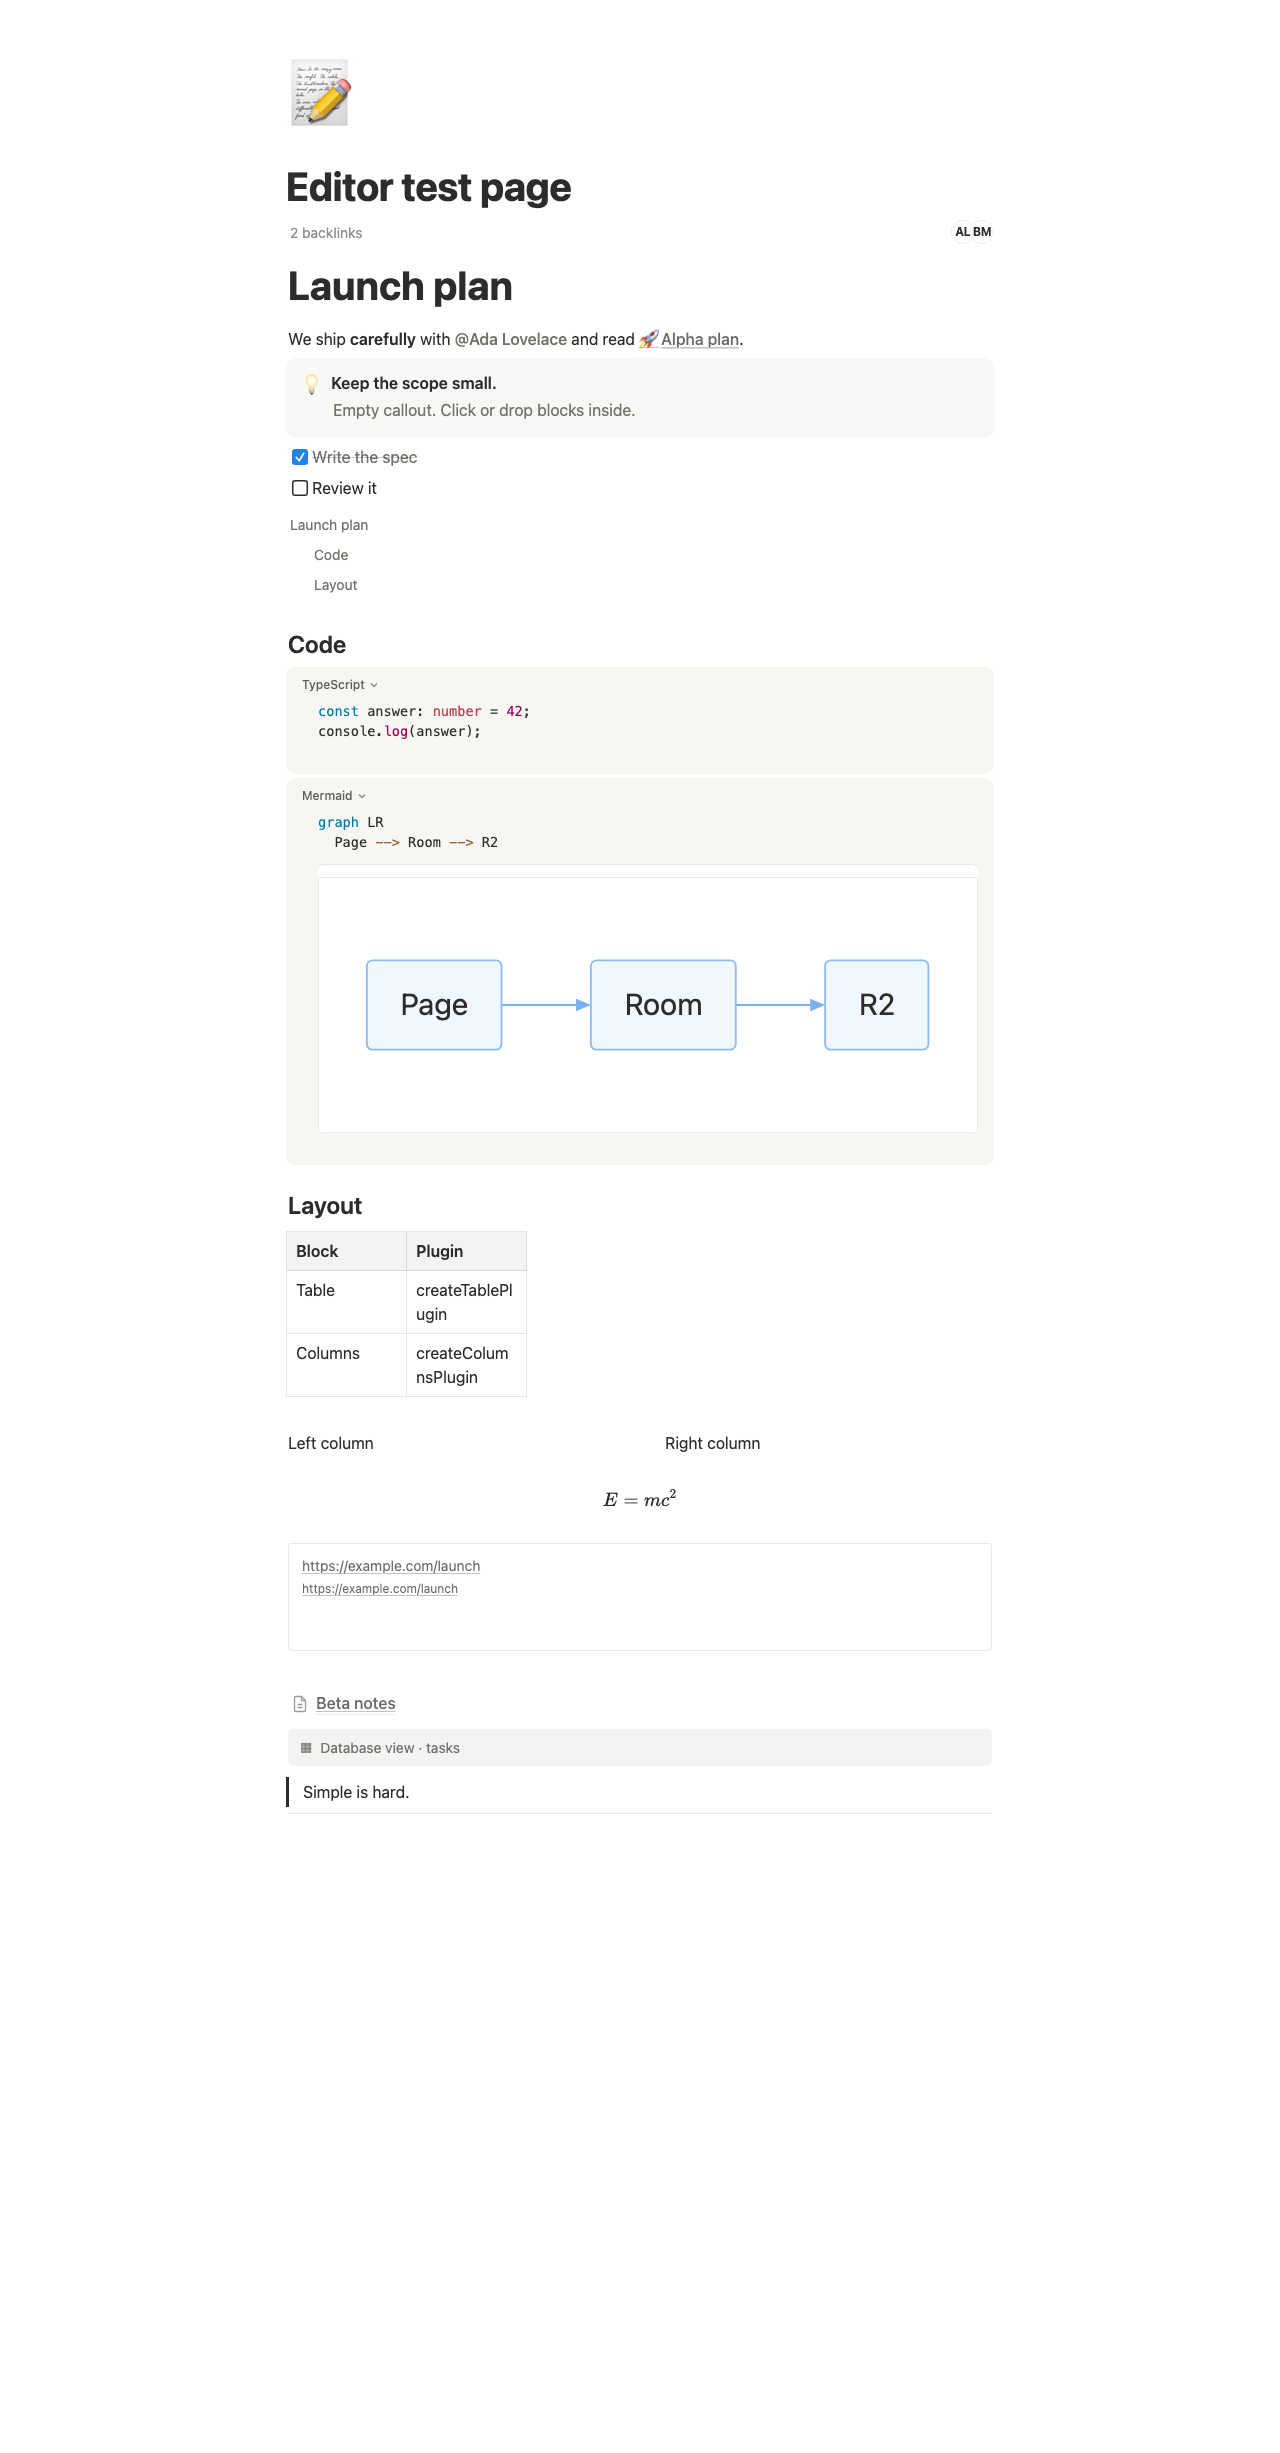 Editor test page
2 backlinks
AL BM
Launch plan
We ship carefully with @Ada Lovelace and read 🚀Alpha plan.
💡 Keep the scope small.
Empty callout. Click or drop blocks inside.
Write the spec
Review it
Launch plan
Code
Layout
Code
TypeScript
const answer: number = 42;
console.log(answer);
Mermaid
graph LR
  Page --> Room --> R2
Page Room R2
Layout
Block Plugin
Table createTablePl
ugin
Columns createColum
nsPlugin
Left column Right column
E = mc²
https://example.com/launch
https://example.com/launch
Beta notes
Database view · tasks
Simple is hard.